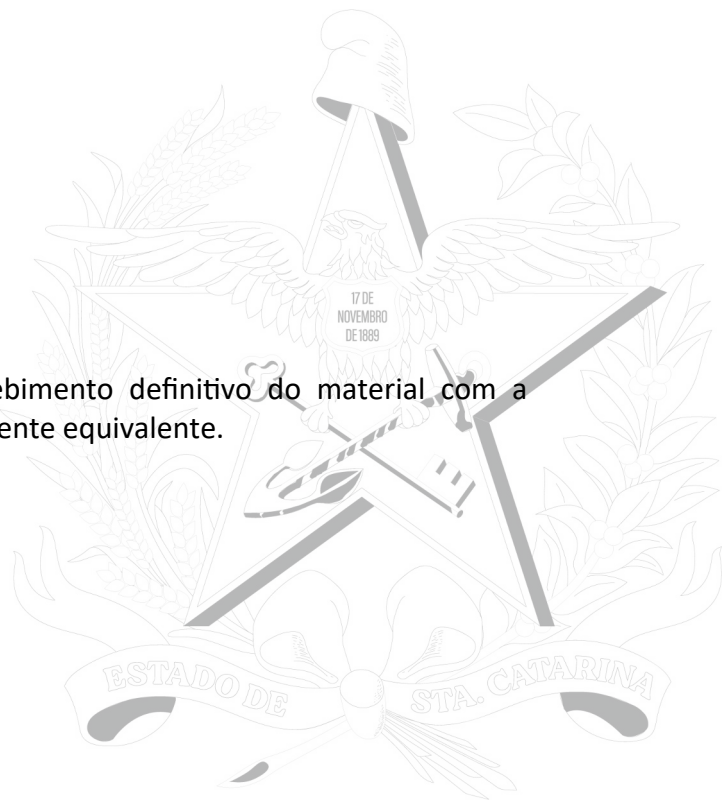 17 DE
NOVEMBRO
DE 1889
ebimento definitivo do material com a
ente equivalente.
ESTADO DE STA. CATARINA